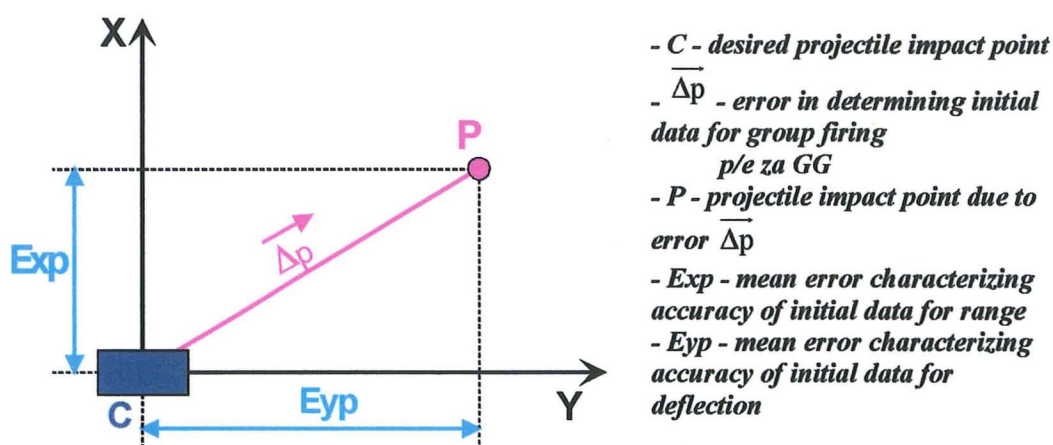 X
P
Δp
Exp
C
Eyp
Y
- C - desired projectile impact point
- Δp - error in determining initial
data for group firing
p/e za GG
- P - projectile impact point due to
error Δp
- Exp - mean error characterizing
accuracy of initial data for range
- Eyp - mean error characterizing
accuracy of initial data for
deflection